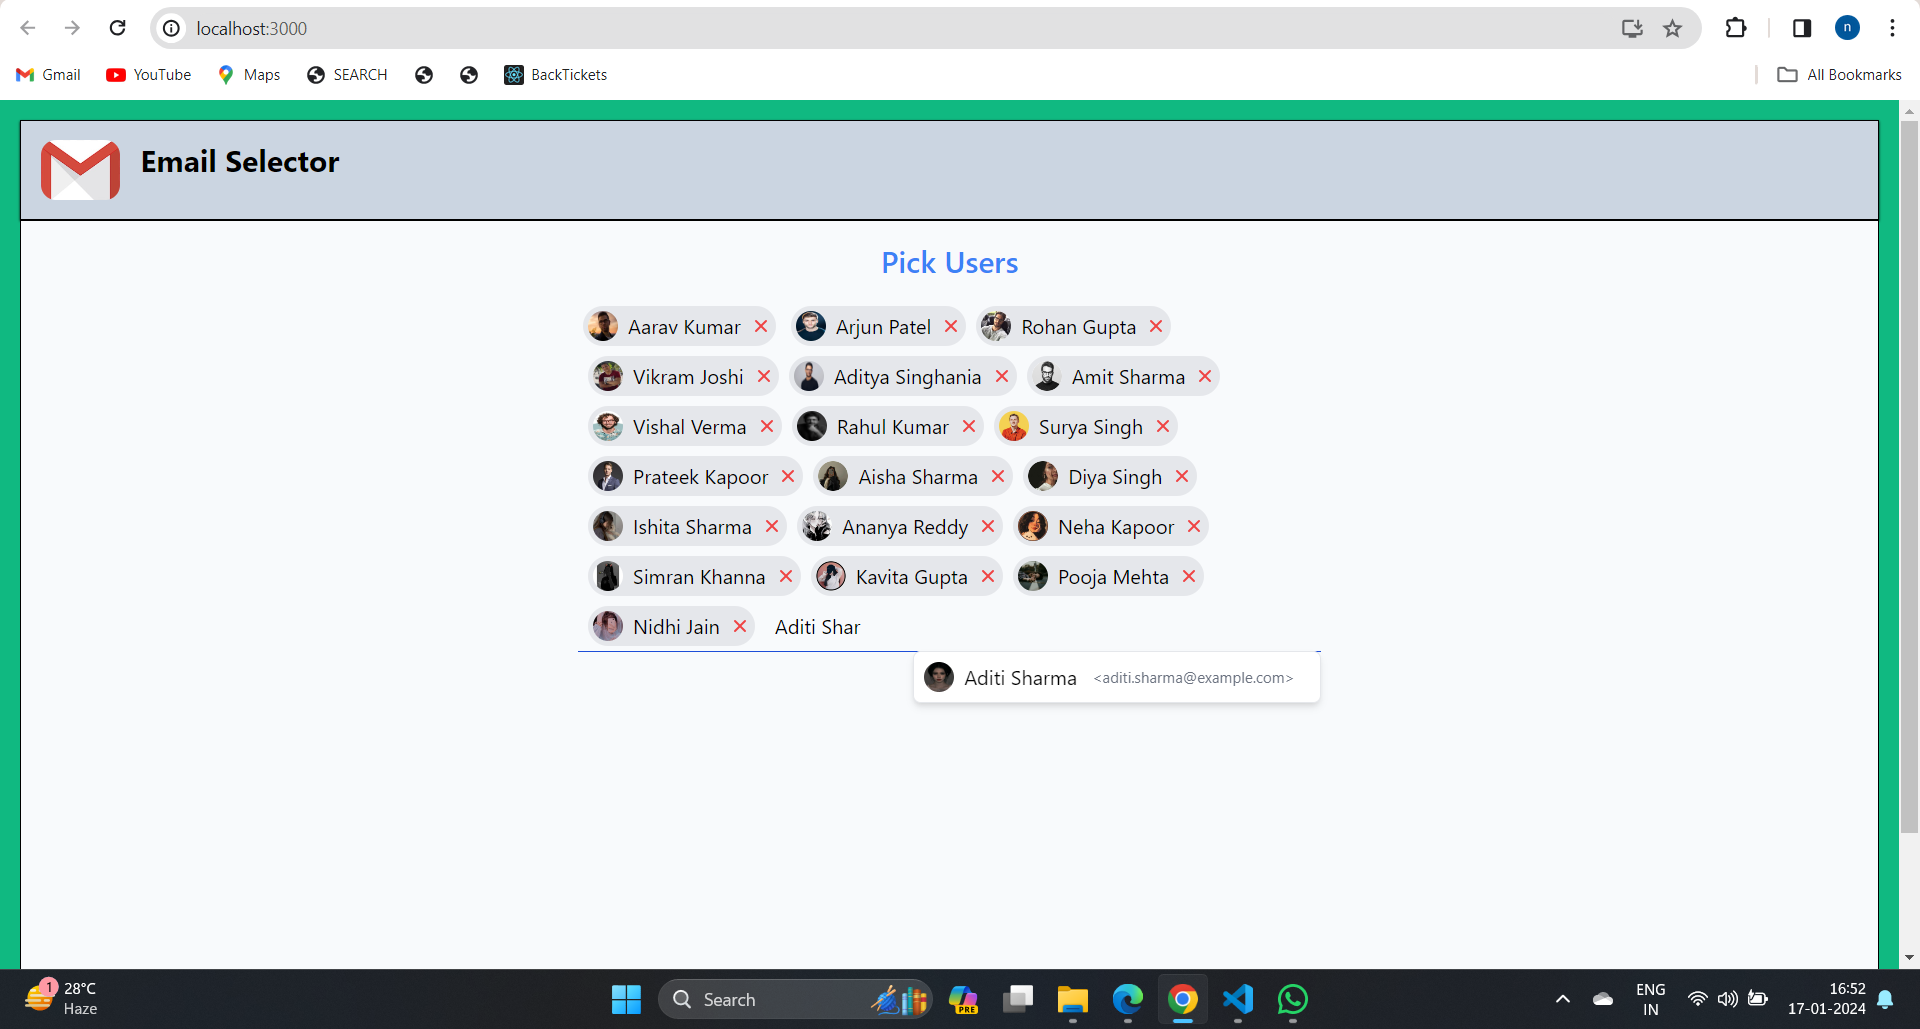 localhost:3000
n
Gmail YouTube Maps SEARCH BackTickets All Bookmarks
Email Selector
Pick Users
Aarav Kumar Arjun Patel Rohan Gupta
Vikram Joshi Aditya Singhania Amit Sharma
Vishal Verma Rahul Kumar Surya Singh
Prateek Kapoor Aisha Sharma Diya Singh
Ishita Sharma Ananya Reddy Neha Kapoor
Simran Khanna Kavita Gupta Pooja Mehta
Nidhi Jain Aditi Shar
Aditi Sharma <aditi.sharma@example.com>
1
28°C
Haze
Search
PRE
ENG
IN
16:52
17-01-2024